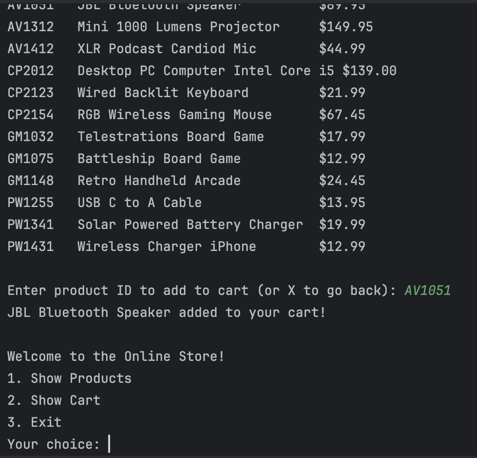 AV1051   JBL Bluetooth Speaker          $89.95
AV1312   Mini 1000 Lumens Projector     $149.95
AV1412   XLR Podcast Cardiod Mic        $44.99
CP2012   Desktop PC Computer Intel Core i5 $139.00
CP2123   Wired Backlit Keyboard         $21.99
CP2154   RGB Wireless Gaming Mouse      $67.45
GM1032   Telestrations Board Game       $17.99
GM1075   Battleship Board Game          $12.99
GM1148   Retro Handheld Arcade          $24.45
PW1255   USB C to A Cable               $13.95
PW1341   Solar Powered Battery Charger  $19.99
PW1431   Wireless Charger iPhone        $12.99
Enter product ID to add to cart (or X to go back): AV1051
JBL Bluetooth Speaker added to your cart!
Welcome to the Online Store!
1. Show Products
2. Show Cart
3. Exit
Your choice: